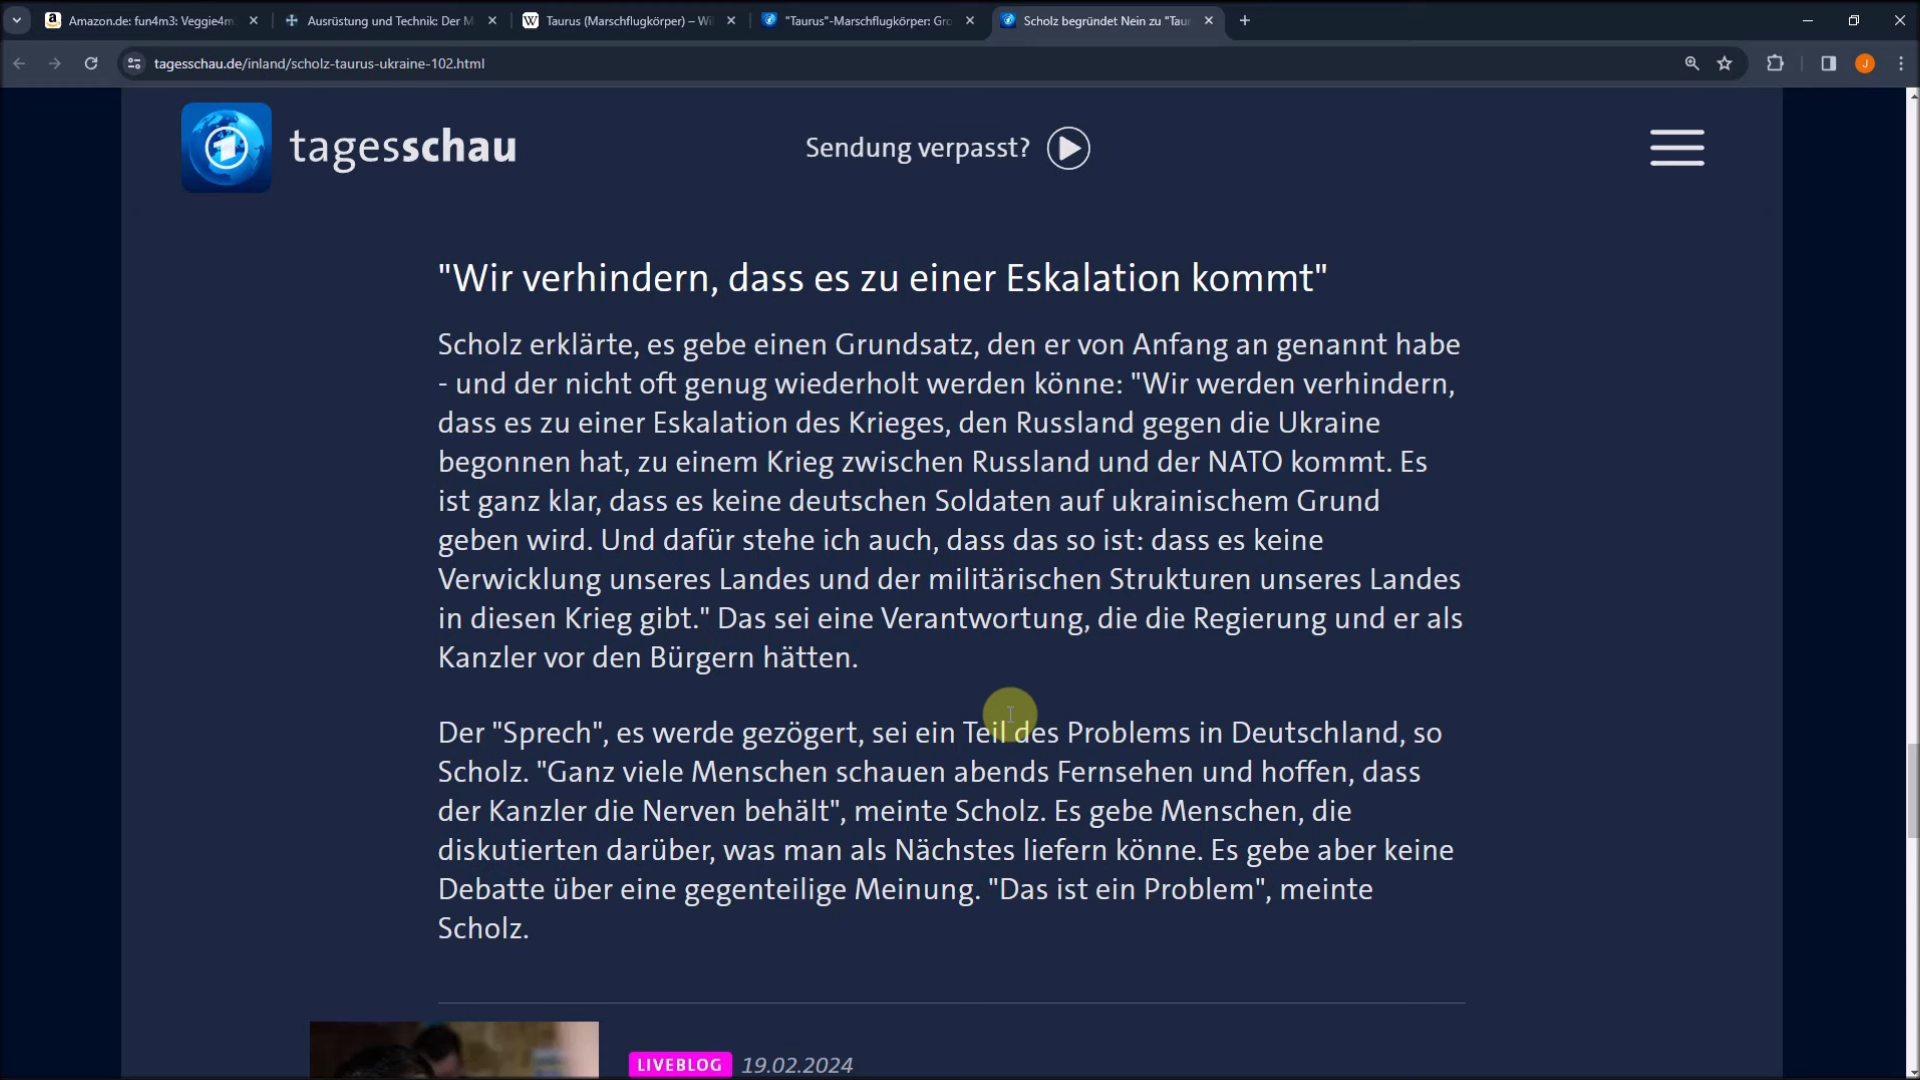 Amazon.de: fun4m3: Veggie4m
Ausrüstung und Technik: Der M
Taurus (Marschflugkörper) – Wi
"Taurus"-Marschflugkörper: Gro
Scholz begründet Nein zu "Taur
tagesschau.de/inland/scholz-taurus-ukraine-102.html
J
tagesschau
Sendung verpasst?
"Wir verhindern, dass es zu einer Eskalation kommt"
Scholz erklärte, es gebe einen Grundsatz, den er von Anfang an genannt habe
- und der nicht oft genug wiederholt werden könne: "Wir werden verhindern,
dass es zu einer Eskalation des Krieges, den Russland gegen die Ukraine
begonnen hat, zu einem Krieg zwischen Russland und der NATO kommt. Es
ist ganz klar, dass es keine deutschen Soldaten auf ukrainischem Grund
geben wird. Und dafür stehe ich auch, dass das so ist: dass es keine
Verwicklung unseres Landes und der militärischen Strukturen unseres Landes
in diesen Krieg gibt." Das sei eine Verantwortung, die die Regierung und er als
Kanzler vor den Bürgern hätten.
Der "Sprech", es werde gezögert, sei ein Teil des Problems in Deutschland, so
Scholz. "Ganz viele Menschen schauen abends Fernsehen und hoffen, dass
der Kanzler die Nerven behält", meinte Scholz. Es gebe Menschen, die
diskutierten darüber, was man als Nächstes liefern könne. Es gebe aber keine
Debatte über eine gegenteilige Meinung. "Das ist ein Problem", meinte
Scholz.
LIVEBLOG 19.02.2024